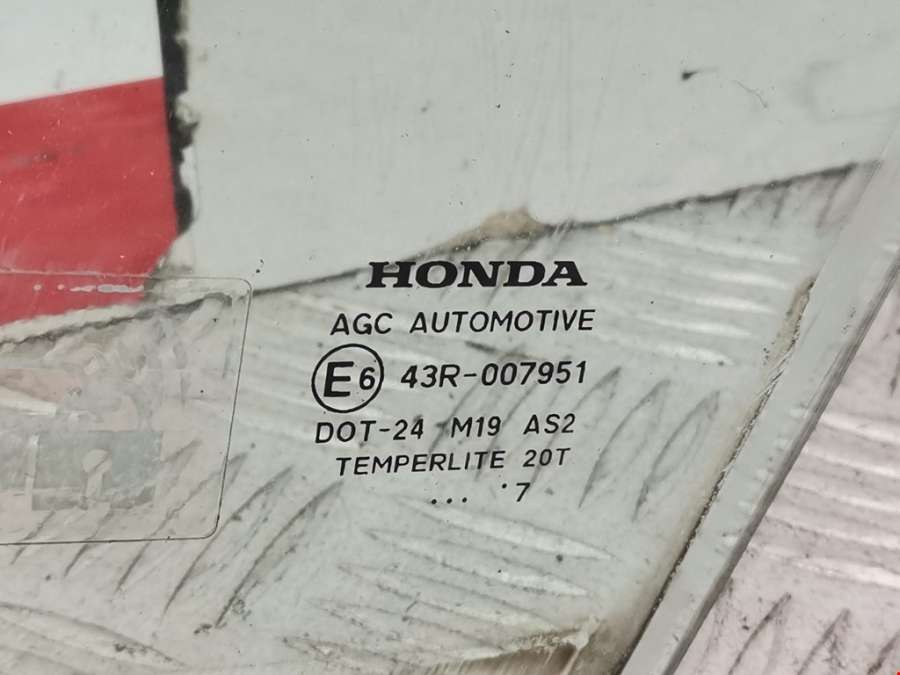 HONDA
AGC AUTOMOTIVE
E6 43R-007951
DOT-24 M19 AS2
TEMPERLITE 20T
... ˙7